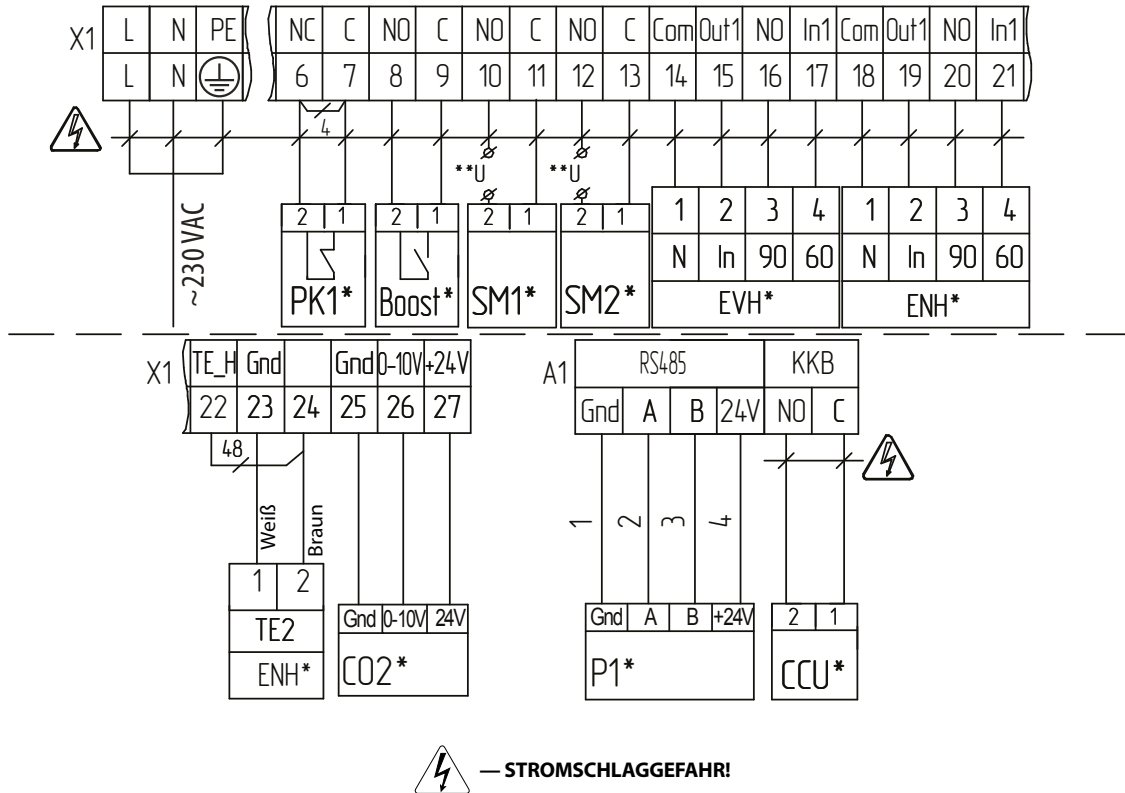 X1 L N PE NC C NO C NO C NO C Com Out1 NO In1 Com Out1 NO In1
L N 6 7 8 9 10 11 12 13 14 15 16 17 18 19 20 21
4
**U **U
~230 VAC
2 1 2 1 2 1 2 1 1 2 3 4 1 2 3 4
N In 90 60 N In 90 60
PK1* Boost* SM1* SM2* EVH* ENH*
X1 TE_H Gnd Gnd 0-10V +24V
22 23 24 25 26 27
48
Weiß
Braun
1 2
TE2
ENH*
Gnd 0-10V 24V
CO2*
A1 RS485 KKB
Gnd A B 24V NO C
1 2 3 4
Gnd A B +24V
P1*
2 1
CCU*
— STROMSCHLAGGEFAHR!